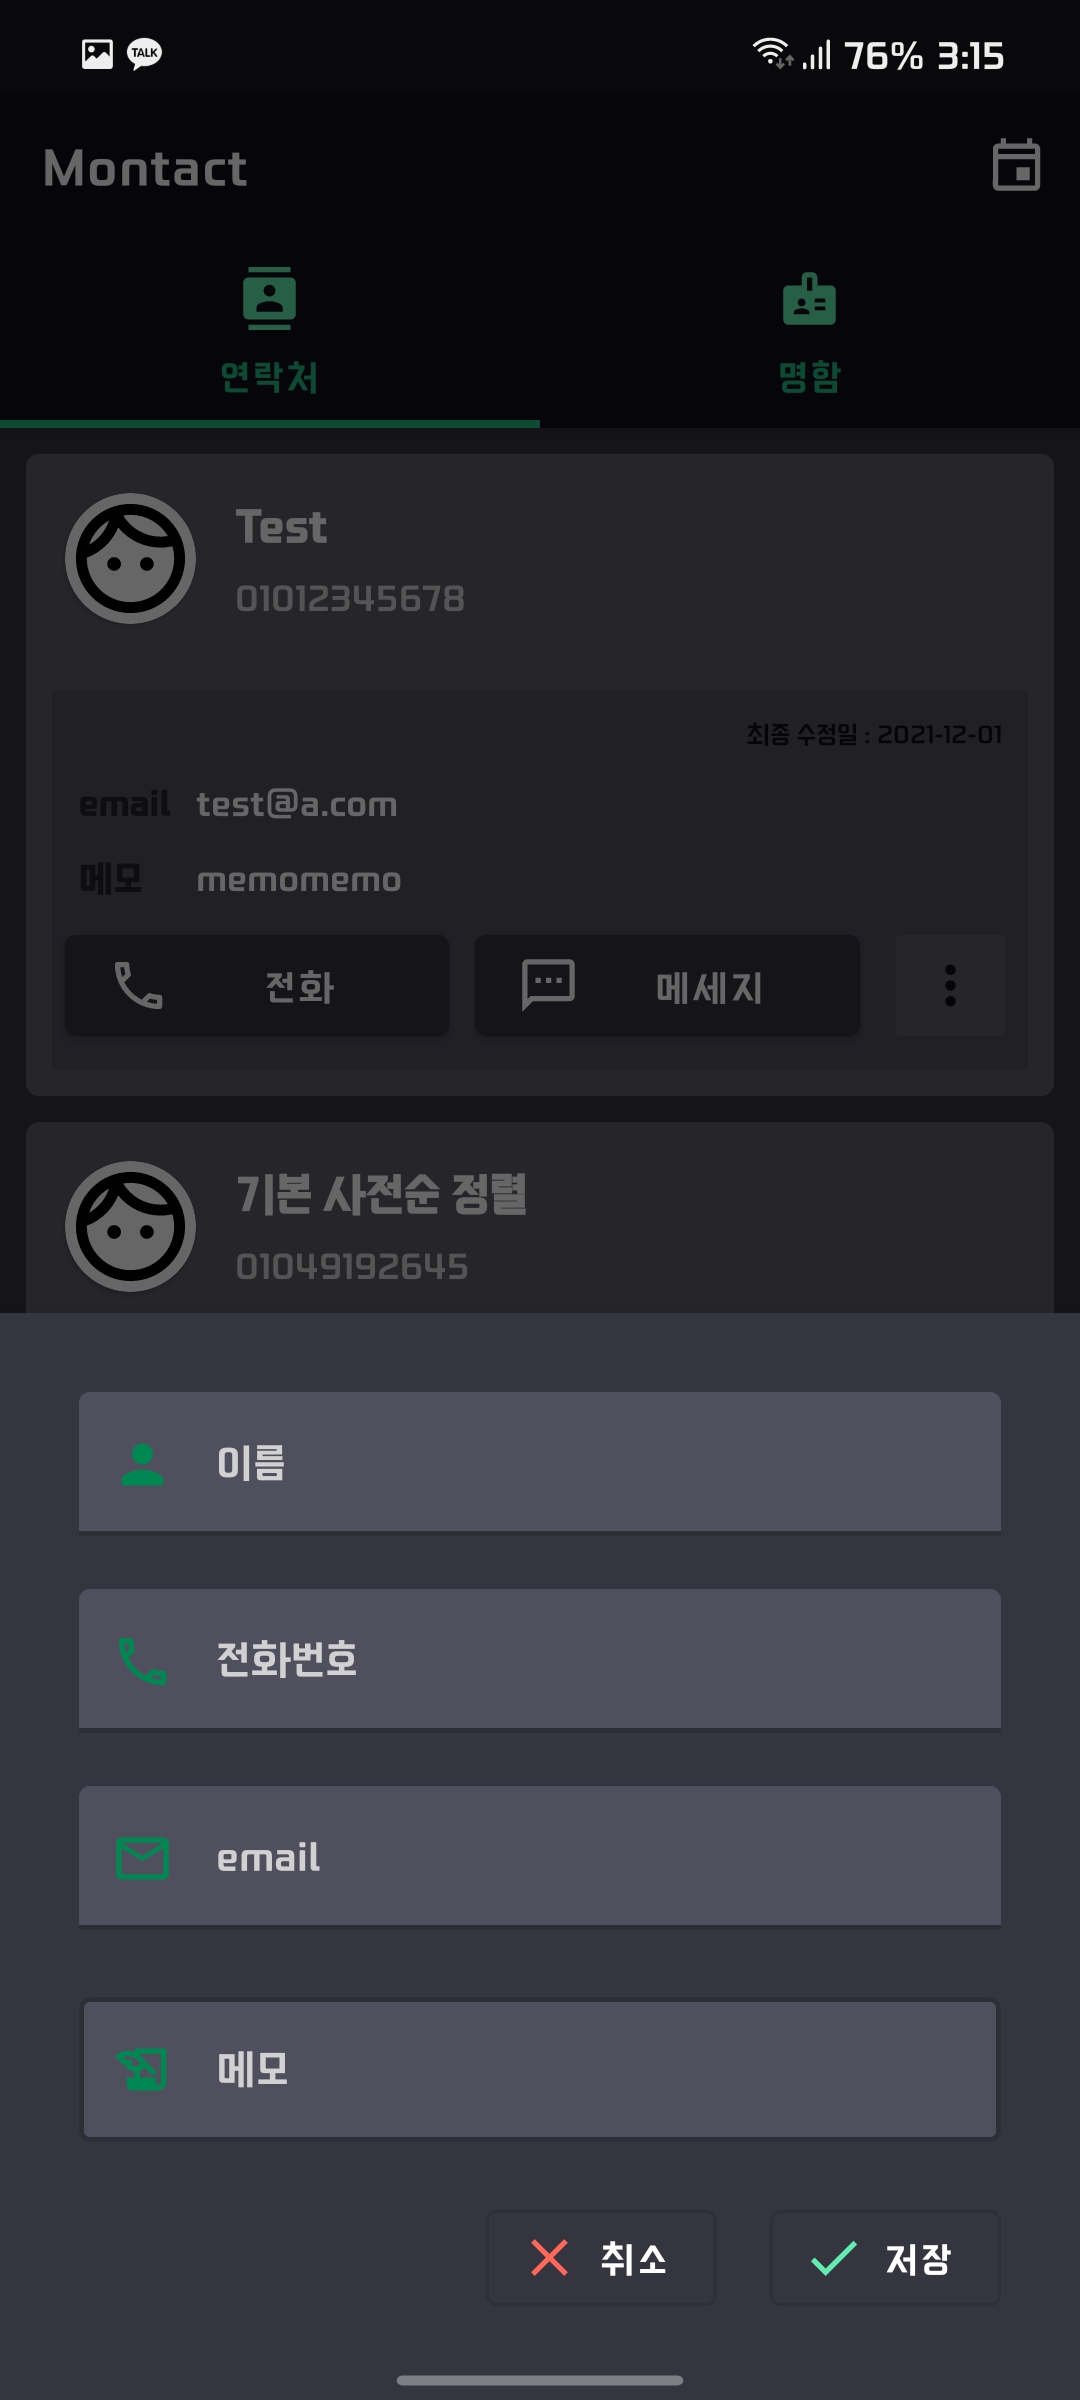 TALK
76% 3:15
Montact
연락처
명함
Test
01012345678
최종 수정일 : 2021-12-01
email test@a.com
메모 memomemo
전화
메세지
기본 사전순 정렬
01049192645
이름
전화번호
email
메모
취소
저장